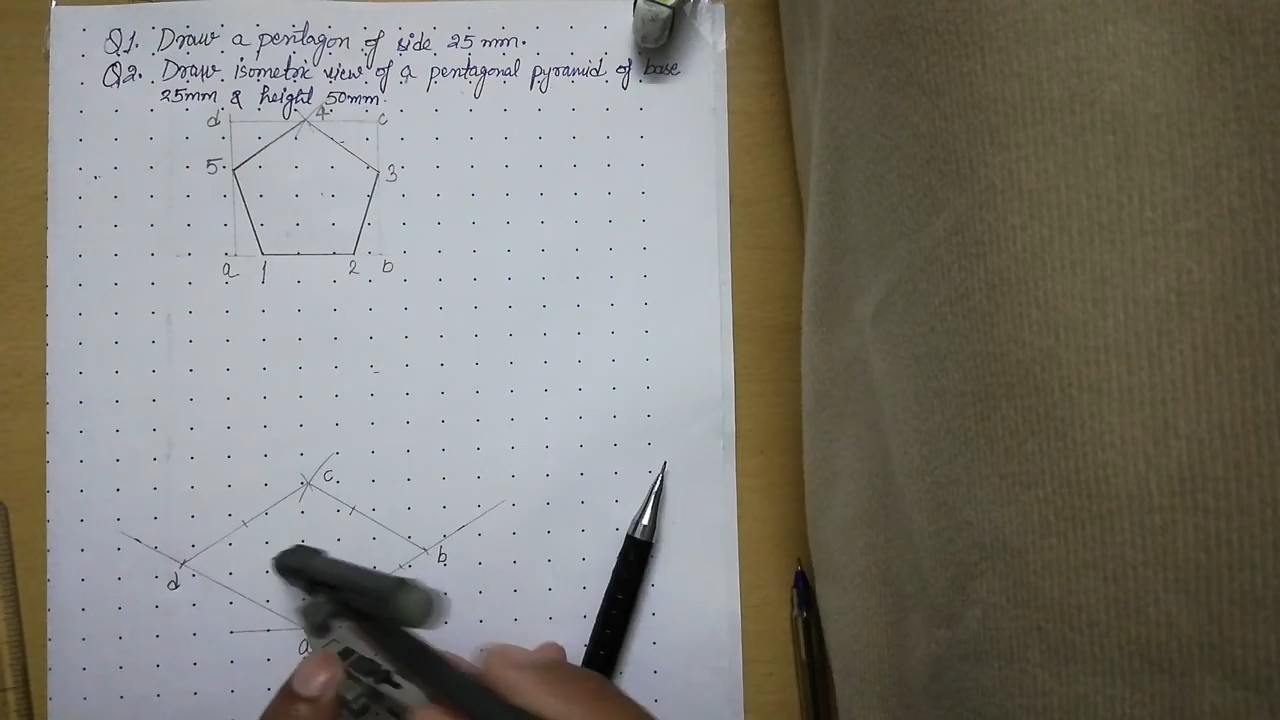 Q1. Draw a pentagon of side 25 mm.
Q2. Draw isometric view of a pentagonal pyramid of base
25mm & height 50mm.
d 4 c
5 3
a 1 2 b
c
b
d
a